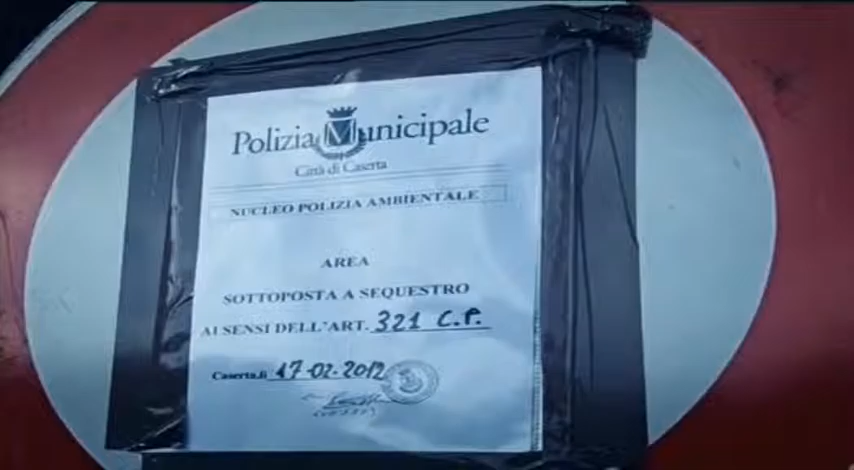 Polizia Municipale
Città di Caserta
NUCLEO POLIZIA AMBIENTALE
AREA
SOTTOPOSTA A SEQUESTRO
AI SENSI DELL'ART. 321 C.P.
Caserta,li 17-02-2012